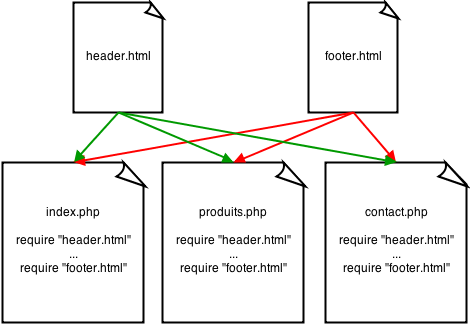 header.html
footer.html
index.php
require "header.html"
...
require "footer.html"
produits.php
require "header.html"
...
require "footer.html"
contact.php
require "header.html"
...
require "footer.html"